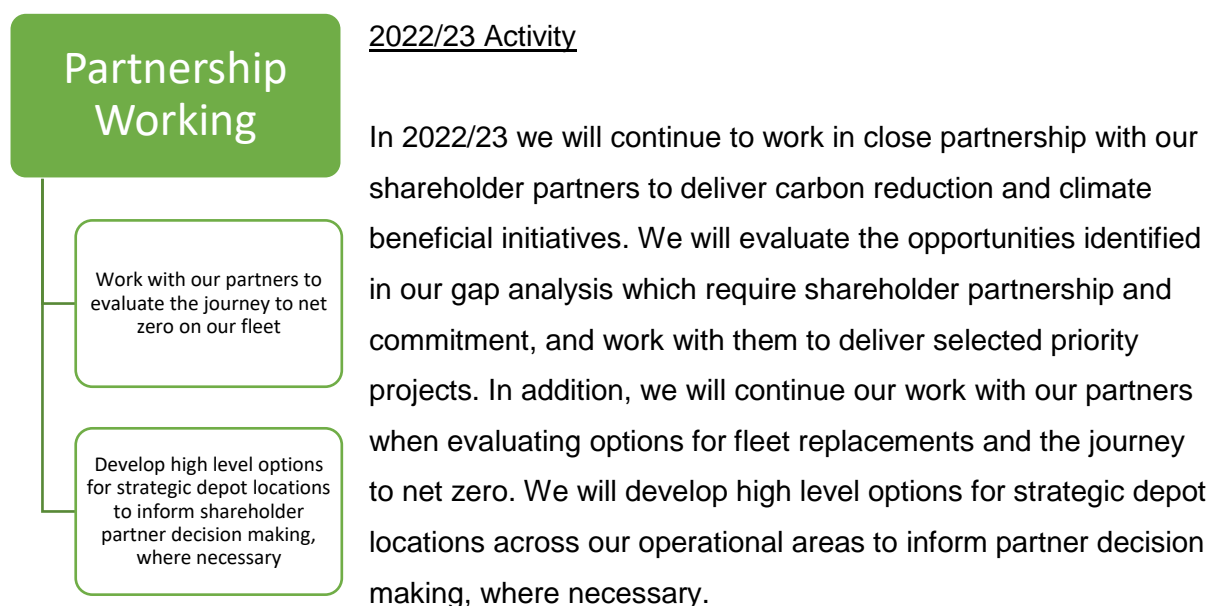 Partnership
Working
Work with our partners to
evaluate the journey to net
zero on our fleet
Develop high level options
for strategic depot locations
to inform shareholder
partner decision making,
where necessary
2022/23 Activity
In 2022/23 we will continue to work in close partnership with our
shareholder partners to deliver carbon reduction and climate
beneficial initiatives. We will evaluate the opportunities identified
in our gap analysis which require shareholder partnership and
commitment, and work with them to deliver selected priority
projects. In addition, we will continue our work with our partners
when evaluating options for fleet replacements and the journey
to net zero. We will develop high level options for strategic depot
locations across our operational areas to inform partner decision
making, where necessary.